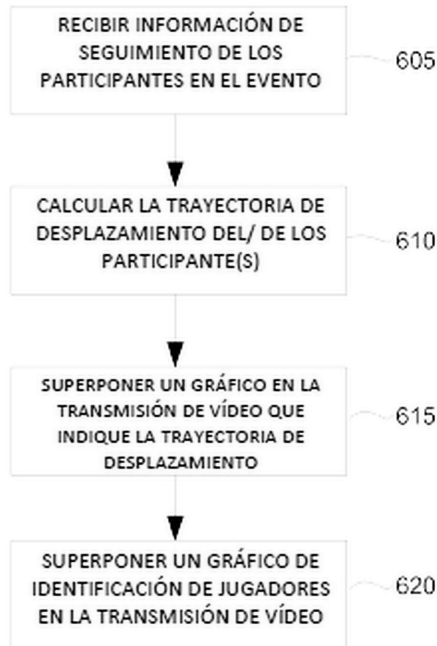 RECIBIR INFORMACIÓN DE
SEGUIMIENTO DE LOS
PARTICIPANTES EN EL EVENTO
605
CALCULAR LA TRAYECTORIA DE
DESPLAZAMIENTO DEL/ DE LOS
PARTICIPANTE(S)
610
SUPERPONER UN GRÁFICO EN LA
TRANSMISIÓN DE VÍDEO QUE
INDIQUE LA TRAYECTORIA DE
DESPLAZAMIENTO
615
SUPERPONER UN GRÁFICO DE
IDENTIFICACIÓN DE JUGADORES
EN LA TRANSMISIÓN DE VÍDEO
620